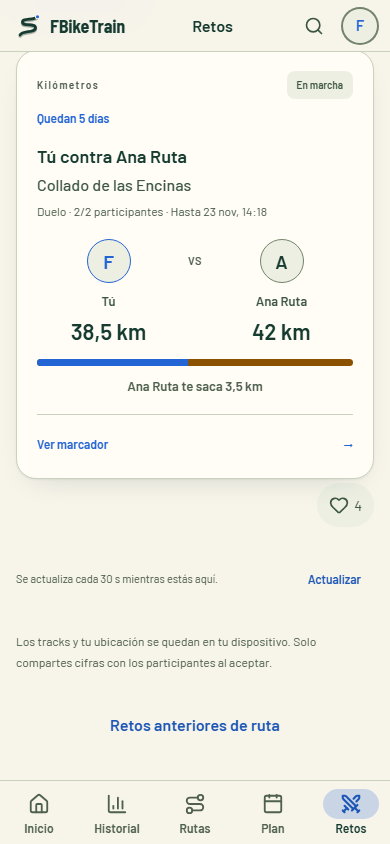 FBikeTrain
Retos
F
Kilómetros
En marcha
Quedan 5 días
Tú contra Ana Ruta
Collado de las Encinas
Duelo · 2/2 participantes · Hasta 23 nov, 14:18
F
VS
A
Tú
Ana Ruta
38,5 km
42 km
Ana Ruta te saca 3,5 km
Ver marcador →
4
Se actualiza cada 30 s mientras estás aquí.
Actualizar
Los tracks y tu ubicación se quedan en tu dispositivo. Solo
compartes cifras con los participantes al aceptar.
Retos anteriores de ruta
Inicio
Historial
Rutas
Plan
Retos